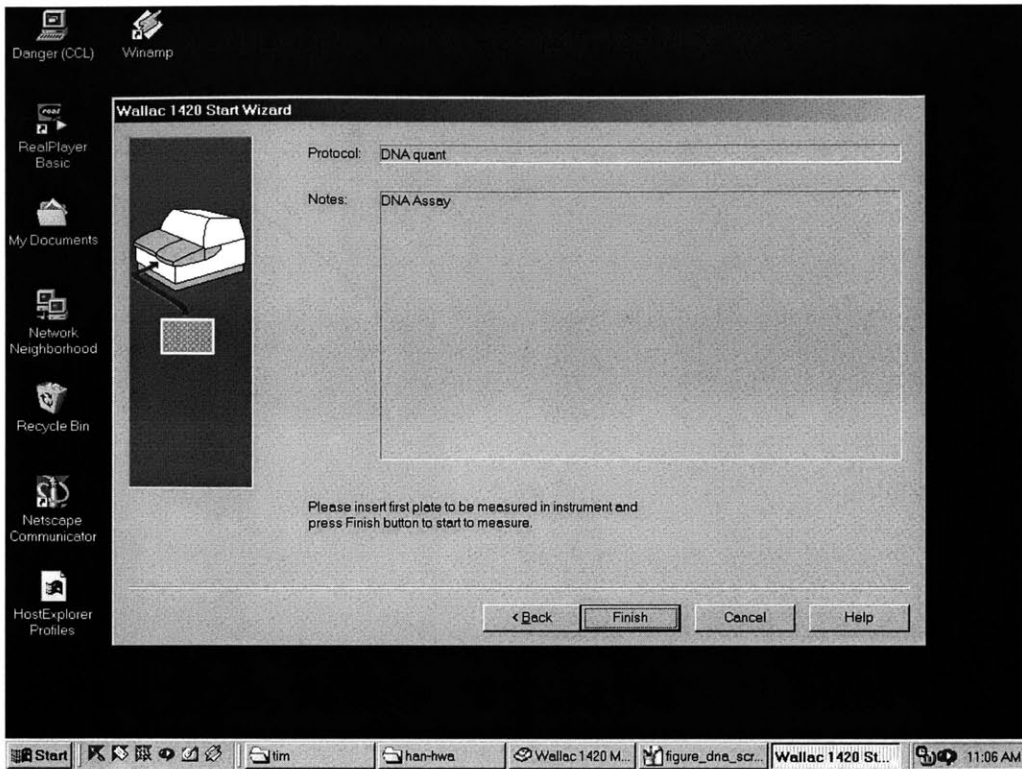 Danger (CCL)
Winamp
real
RealPlayer
Basic
My Documents
Network
Neighborhood
Recycle Bin
Netscape
Communicator
HostExplorer
Profiles
Wallac 1420 Start Wizard
Protocol: DNA quant
Notes: DNA Assay
Please insert first plate to be measured in instrument and
press Finish button to start to measure.
< Back Finish Cancel Help
Start tim han-hwa Wallac 1420 M... figure_dna_scr... Wallac 1420 St... 11:06 AM